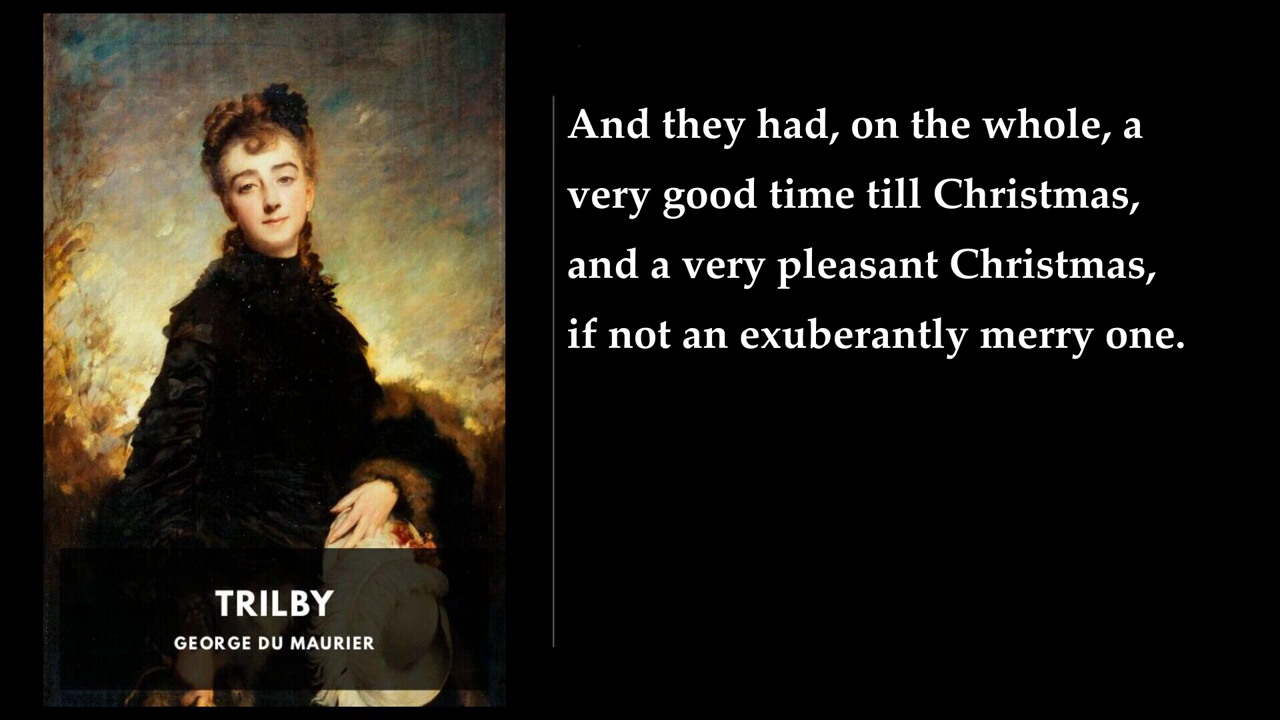 And they had, on the whole, a
very good time till Christmas,
and a very pleasant Christmas,
if not an exuberantly merry one.
TRILBY
GEORGE DU MAURIER